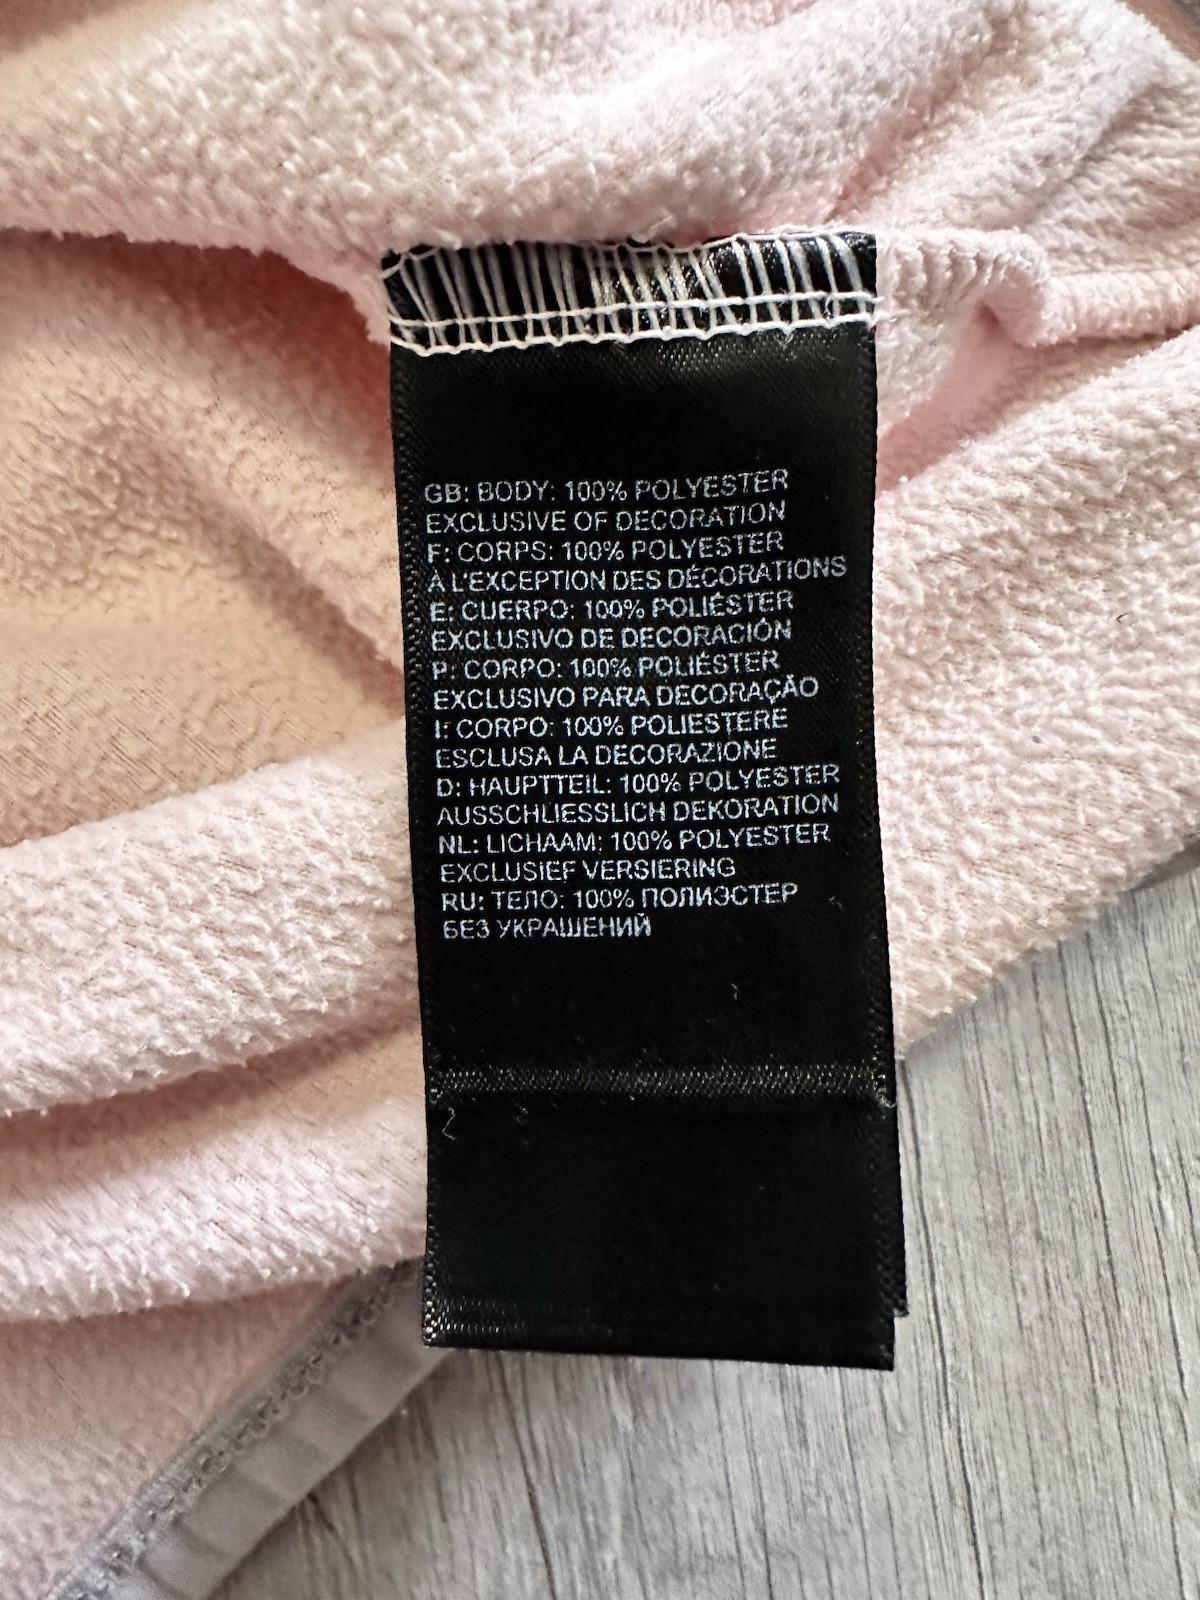 GB: BODY: 100% POLYESTER
EXCLUSIVE OF DECORATION
F: CORPS: 100% POLYESTER
À L'EXCEPTION DES DÉCORATIONS
E: CUERPO: 100% POLIÉSTER
EXCLUSIVO DE DECORACIÓN
P: CORPO: 100% POLIÉSTER
EXCLUSIVO PARA DECORAÇÃO
I: CORPO: 100% POLIESTERE
ESCLUSA LA DECORAZIONE
D: HAUPTTEIL: 100% POLYESTER
AUSSCHLIESSLICH DEKORATION
NL: LICHAAM: 100% POLYESTER
EXCLUSIEF VERSIERING
RU: ТЕЛО: 100% ПОЛИЭСТЕР
БЕЗ УКРАШЕНИЙ